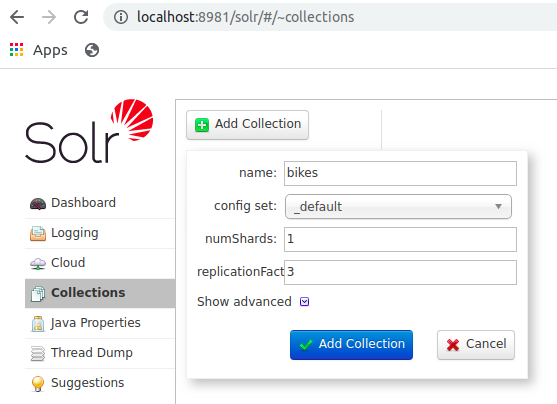 localhost:8981/solr/#/~collections
Apps
Solr
Add Collection
name: bikes
config set: _default
numShards: 1
replicationFact 3
Show advanced
Add Collection Cancel
Dashboard
Logging
Cloud
Collections
Java Properties
Thread Dump
Suggestions